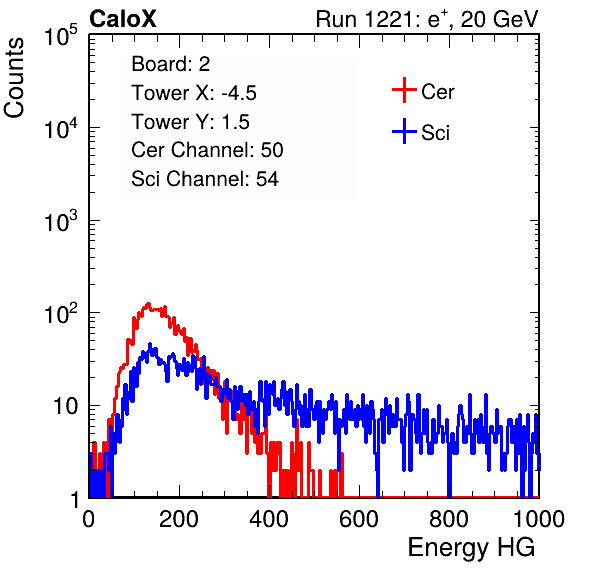 CaloX Run 1221: e⁺, 20 GeV
Counts
Board: 2
Tower X: -4.5
Tower Y: 1.5
Cer Channel: 50
Sci Channel: 54
Cer
Sci
10⁵
10⁴
10³
10²
10
1
0 200 400 600 800 1000
Energy HG